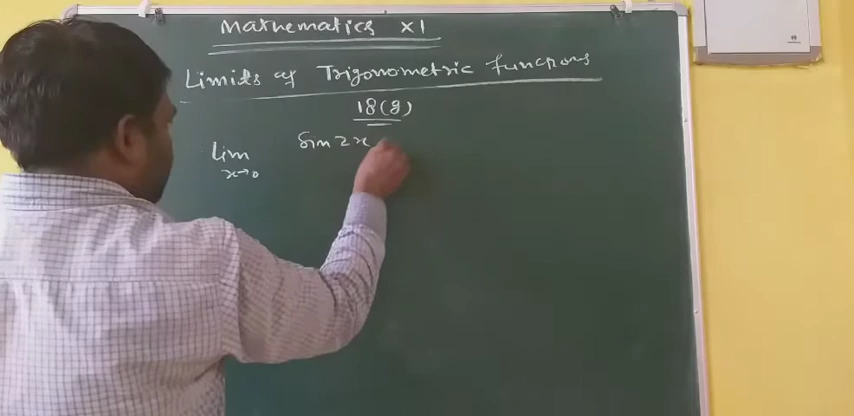 Mathematics XI
Limits of Trigonometric functions
18(g)
Lim sin 2x
x→0